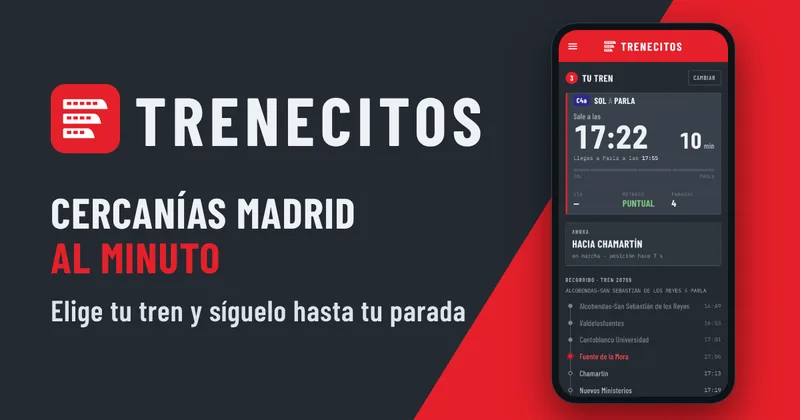 TRENECITOS
CERCANÍAS MADRID
AL MINUTO
Elige tu tren y síguelo hasta tu parada
TRENECITOS
3 TU TREN CAMBIAR
C4a SOL A PARLA
Sale a las
17:22 10 min
Llegas a Parla a las 17:55
SOL PARLA
VÍA RETRASO PARADAS
— PUNTUAL 4
AHORA
HACIA CHAMARTÍN
en marcha · posición hace 7 s
RECORRIDO · TREN 20799
ALCOBENDAS-SAN SEBASTIÁN DE LOS REYES A PARLA
Alcobendas-San Sebastián de los Reyes 16:49
Valdelasfuentes 16:53
Cantoblanco Universidad 17:01
Fuente de la Mora 17:06
Chamartín 17:13
Nuevos Ministerios 17:19